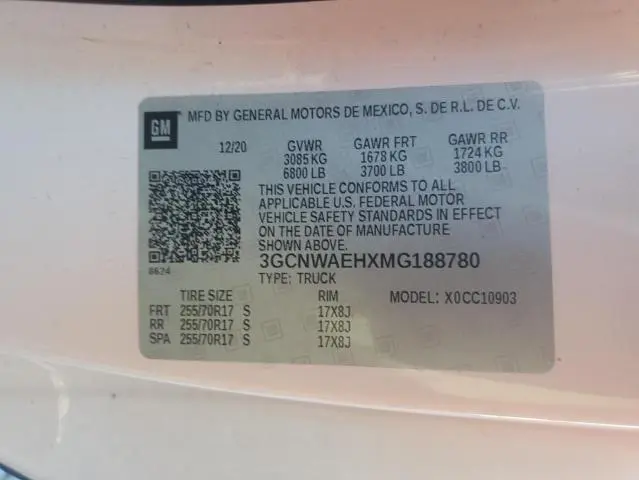 GM
MFD BY GENERAL MOTORS DE MEXICO, S. DE R.L. DE C.V.
12/20 GVWR GAWR FRT GAWR RR
3085 KG 1678 KG 1724 KG
6800 LB 3700 LB 3800 LB
THIS VEHICLE CONFORMS TO ALL
APPLICABLE U.S. FEDERAL MOTOR
VEHICLE SAFETY STANDARDS IN EFFECT
ON THE DATE OF MANUFACTURE
SHOWN ABOVE.
8624
3GCNWAEHXMG188780
TYPE: TRUCK
TIRE SIZE RIM MODEL: X0CC10903
FRT 255/70R17 S 17X8J
RR 255/70R17 S 17X8J
SPA 255/70R17 S 17X8J